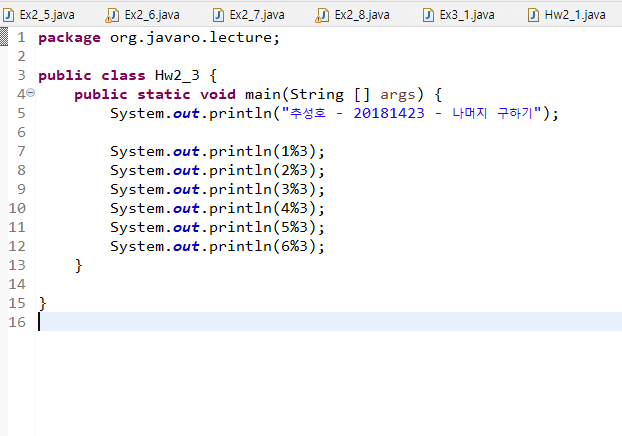 Ex2_5.java Ex2_6.java Ex2_7.java Ex2_8.java Ex3_1.java Hw2_1.java
1 package org.javaro.lecture;
2
3 public class Hw2_3 {
4 public static void main(String [] args) {
5 System.out.println("추성호 - 20181423 - 나머지 구하기");
6
7 System.out.println(1%3);
8 System.out.println(2%3);
9 System.out.println(3%3);
10 System.out.println(4%3);
11 System.out.println(5%3);
12 System.out.println(6%3);
13 }
14
15 }
16